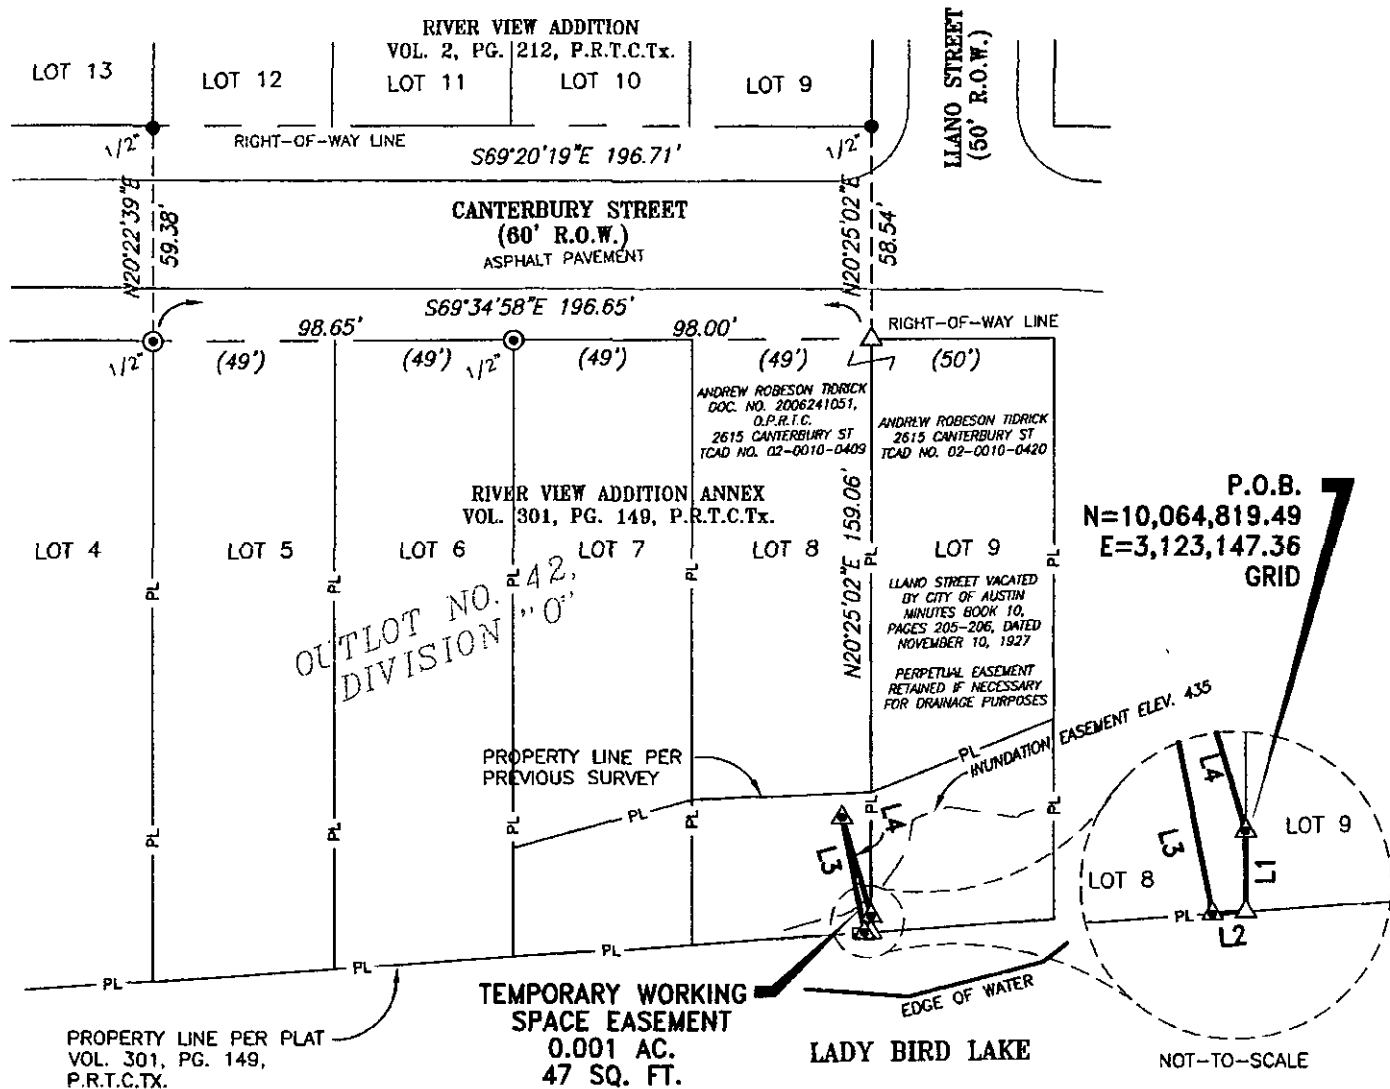 RIVER VIEW ADDITION
VOL. 2, PG. 212, P.R.T.C.Tx.
LLANO STREET
(50' R.O.W.)
LOT 13
LOT 12
LOT 11
LOT 10
LOT 9
1/2"
RIGHT-OF-WAY LINE
S69°20'19"E 196.71'
1/2"
N20°22'39"E
59.38'
CANTERBURY STREET
(60' R.O.W.)
ASPHALT PAVEMENT
N20°25'02"E
58.54'
S69°34'58"E 196.65'
98.65'
98.00'
RIGHT-OF-WAY LINE
1/2"
(49')
(49')
1/2"
(49')
(49')
(50')
ANDREW ROBESON TIDRICK
DOC. NO. 2006241051,
O.P.R.T.C.
2615 CANTERBURY ST
TCAD NO. 02-0010-0409
ANDREW ROBESON TIDRICK
2615 CANTERBURY ST
TCAD NO. 02-0010-0420
RIVER VIEW ADDITION ANNEX
VOL. 301, PG. 149, P.R.T.C.Tx.
N20°25'02"E 159.06'
P.O.B.
N=10,064,819.49
E=3,123,147.36
GRID
LOT 4
LOT 5
LOT 6
LOT 7
LOT 8
LOT 9
PL
PL
PL
PL
PL
PL
OUTLOT NO. 42,
DIVISION "O"
LLANO STREET VACATED
BY CITY OF AUSTIN
MINUTES BOOK 10,
PAGES 205-206, DATED
NOVEMBER 10, 1927
PERPETUAL EASEMENT
RETAINED IF NECESSARY
FOR DRAINAGE PURPOSES
INUNDATION EASEMENT ELEV. 435
PROPERTY LINE PER
PREVIOUS SURVEY
PL
PL
PL
PL
PL
PL
PL
PL
L3
L4
L4
L3
LOT 9
L1
LOT 8
PL
L2
PL
PL
PL
PL
TEMPORARY WORKING
SPACE EASEMENT
0.001 AC.
47 SQ. FT.
EDGE OF WATER
LADY BIRD LAKE
PROPERTY LINE PER PLAT
VOL. 301, PG. 149,
P.R.T.C.TX.
NOT-TO-SCALE